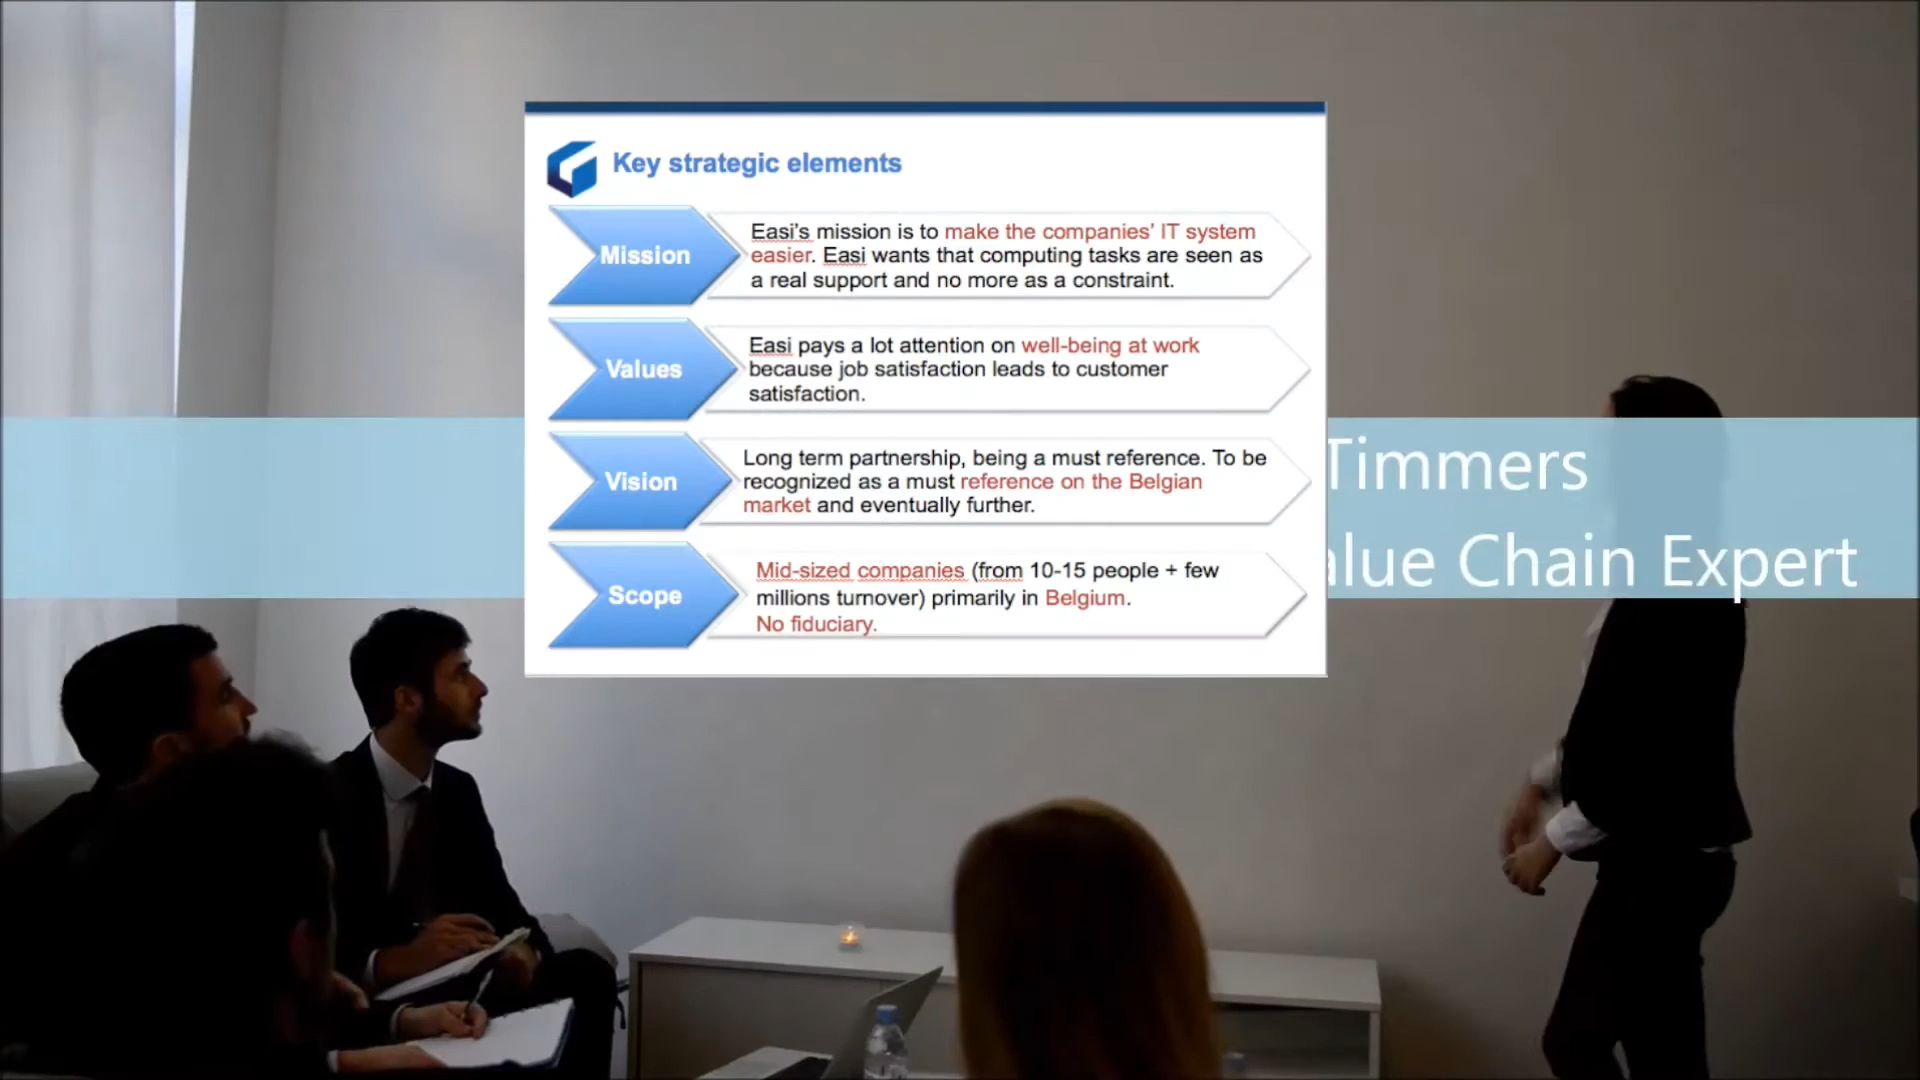 Key strategic elements
Mission
Easi's mission is to make the companies' IT system
easier. Easi wants that computing tasks are seen as
a real support and no more as a constraint.
Values
Easi pays a lot attention on well-being at work
because job satisfaction leads to customer
satisfaction.
Vision
Long term partnership, being a must reference. To be
recognized as a must reference on the Belgian
market and eventually further.
Scope
Mid-sized companies (from 10-15 people + few
millions turnover) primarily in Belgium.
No fiduciary.
Timmers
alue Chain Expert